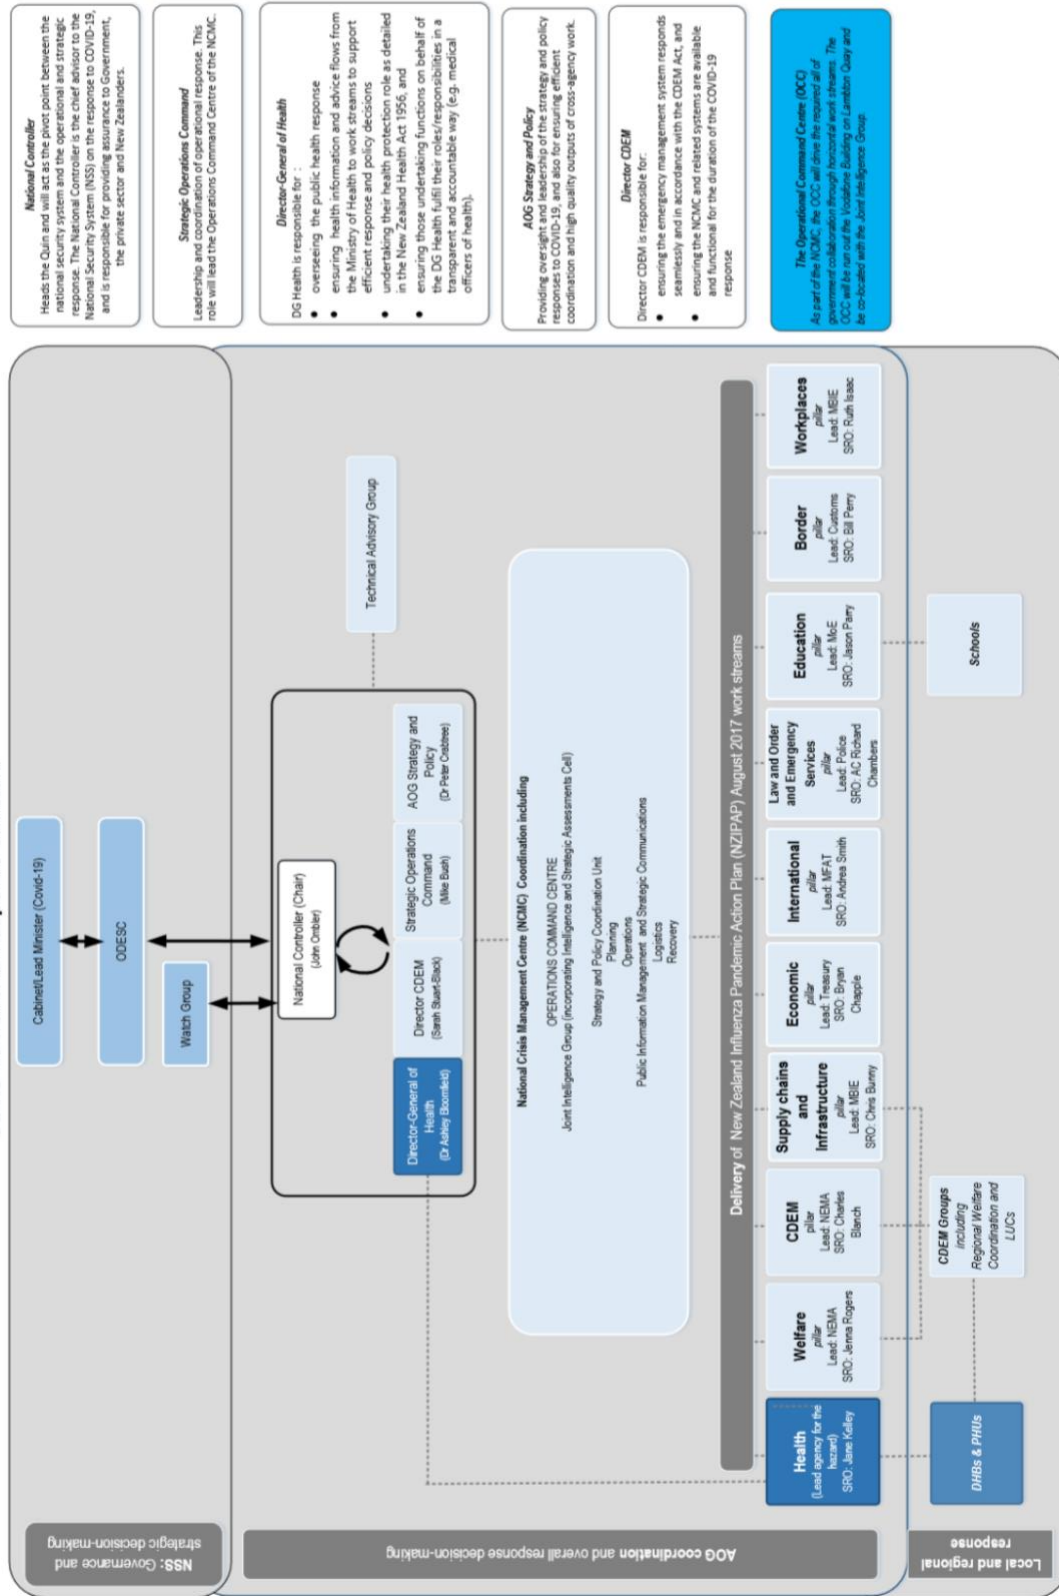 NSS: Governance and
strategic decision-making
Cabinet/Lead Minister (Covid-19)
ODESC
Watch Group
AOG coordination and overall response decision-making
National Controller (Chair)
(John Ombler)
Director-General of
Health
(Dr Ashley Bloomfield)
Director CDEM
(Sarah Stuart-Black)
Strategic Operations
Command
(Mike Bush)
AOG Strategy and
Policy
(Dr Peter Crabtree)
Technical Advisory Group
National Crisis Management Centre (NCMC) Coordination including
OPERATIONS COMMAND CENTRE
Joint Intelligence Group (incorporating Intelligence and Strategic Assessments Cell)
Strategy and Policy Coordination Unit
Planning
Operations
Public Information Management and Strategic Communications
Logistics
Recovery
Delivery of New Zealand Influenza Pandemic Action Plan (NZIPAP) August 2017 work streams
Health
(Lead agency for the
hazard)
SRO: Jane Kelley
Welfare
pillar
Lead: NEMA
SRO: Jenna Rogers
CDEM
pillar
Lead: NEMA
SRO: Charles
Blanch
Supply chains
and
Infrastructure
pillar
Lead: MBIE
SRO: Chris Bunny
Economic
pillar
Lead: Treasury
SRO: Bryan
Chapple
International
pillar
Lead: MFAT
SRO: Andrea Smith
Law and Order
and Emergency
Services
pillar
Lead: Police
SRO: AC Richard
Chambers
Education
pillar
Lead: MoE
SRO: Jason Parry
Border
pillar
Lead: Customs
SRO: Bill Perry
Workplaces
pillar
Lead: MBIE
SRO: Ruth Isaac
Local and regional
response
DHBs & PHUs
CDEM Groups
including
Regional Welfare
Coordination and
LUCs
Schools
National Controller
Heads the Quin and will act as the pivot point between the
national security system and the operational and strategic
response. The National Controller is the chief advisor to the
National Security System (NSS) on the response to COVID-19,
and is responsible for providing assurance to Government,
the private sector and New Zealanders.
Strategic Operations Command
Leadership and coordination of operational response. This
role will lead the Operations Command Centre of the NCMC.
Director-General of Health
DG Health is responsible for :
• overseeing the public health response
• ensuring health information and advice flows from
the Ministry of Health to work streams to support
efficient response and policy decisions
• undertaking their health protection role as detailed
in the New Zealand Health Act 1956, and
• ensuring those undertaking functions on behalf of
the DG Health fulfil their roles/responsibilities in a
transparent and accountable way (e.g. medical
officers of health).
AOG Strategy and Policy
Providing oversight and leadership of the strategy and policy
responses to COVID-19, and also for ensuring efficient
coordination and high quality outputs of cross-agency work.
Director CDEM
Director CDEM is responsible for:
• ensuring the emergency management system responds
seamlessly and in accordance with the CDEM Act, and
• ensuring the NCMC and related systems are available
and functional for the duration of the COVID-19
response
The Operational Command Centre (OCC)
As part of the NCMC, the OCC will drive the required all of
government collaboration through horizontal work streams. The
OCC will be run out the Vodafone Building on Lambton Quay and
be co-located with the Joint Intelligence Group.